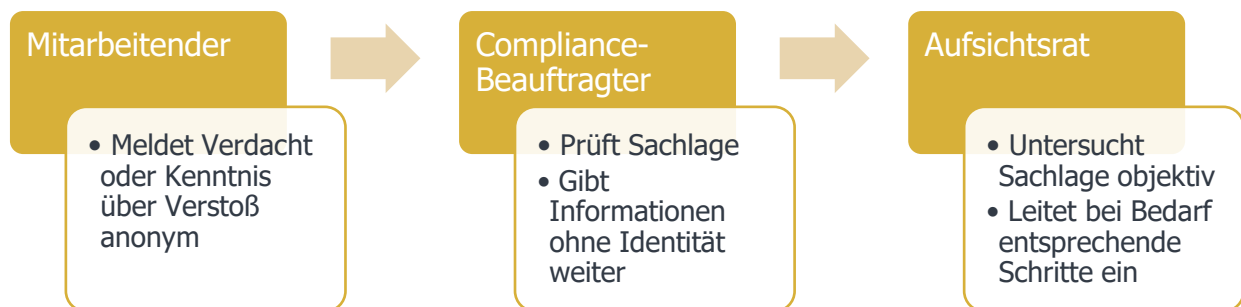 Mitarbeitender
• Meldet Verdacht
oder Kenntnis
über Verstoß
anonym
Compliance-
Beauftragter
• Prüft Sachlage
• Gibt
Informationen
ohne Identität
weiter
Aufsichtsrat
• Untersucht
Sachlage objektiv
• Leitet bei Bedarf
entsprechende
Schritte ein